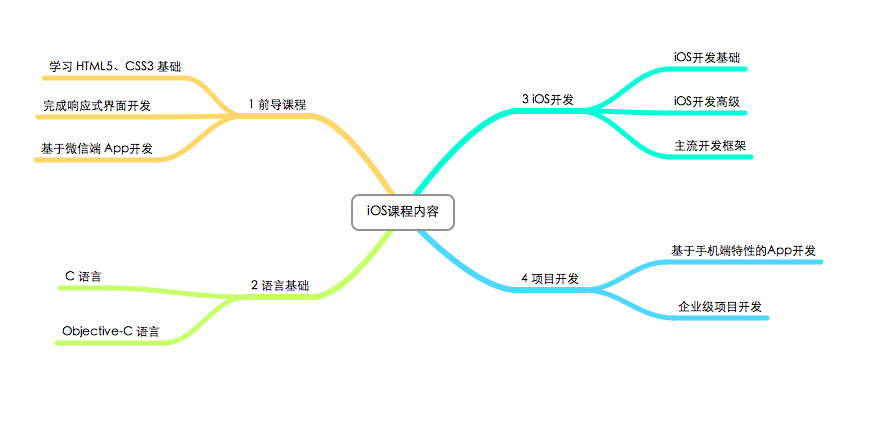 iOS课程内容
1 前导课程
学习 HTML5、CSS3 基础
完成响应式界面开发
基于微信端 App开发
2 语言基础
C 语言
Objective-C 语言
3 iOS开发
iOS开发基础
iOS开发高级
主流开发框架
4 项目开发
基于手机端特性的App开发
企业级项目开发